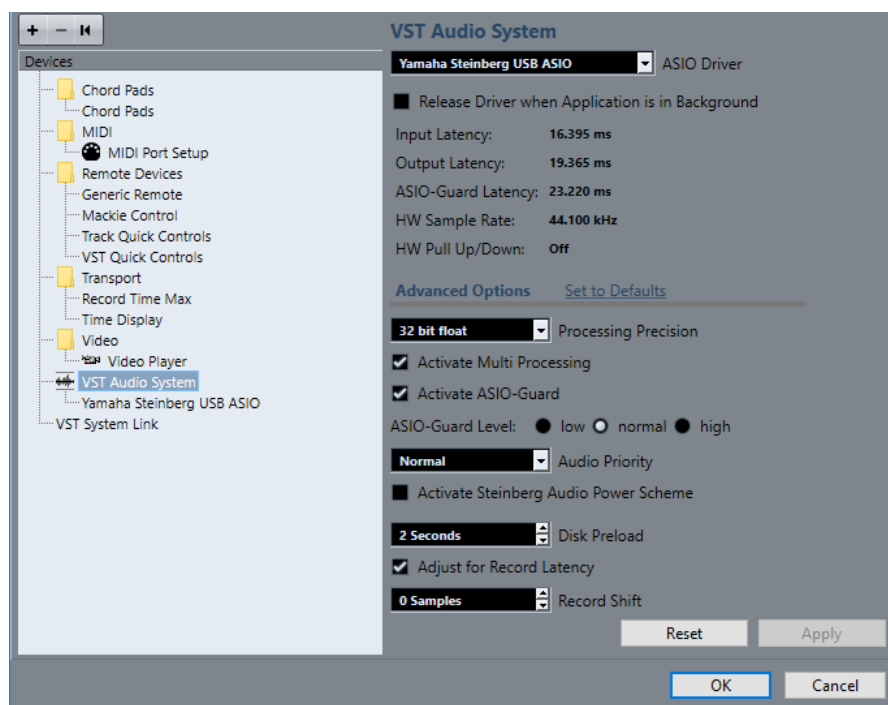 VST Audio System
Devices
Yamaha Steinberg USB ASIO ASIO Driver
Chord Pads
Chord Pads
MIDI
MIDI Port Setup
Remote Devices
Generic Remote
Mackie Control
Track Quick Controls
VST Quick Controls
Transport
Record Time Max
Time Display
Video
Video Player
VST Audio System
Yamaha Steinberg USB ASIO
VST System Link
Release Driver when Application is in Background
Input Latency: 16.395 ms
Output Latency: 19.365 ms
ASIO-Guard Latency: 23.220 ms
HW Sample Rate: 44.100 kHz
HW Pull Up/Down: Off
Advanced Options Set to Defaults
32 bit float Processing Precision
Activate Multi Processing
Activate ASIO-Guard
ASIO-Guard Level: low normal high
Normal Audio Priority
Activate Steinberg Audio Power Scheme
2 Seconds Disk Preload
Adjust for Record Latency
0 Samples Record Shift
Reset Apply
OK Cancel